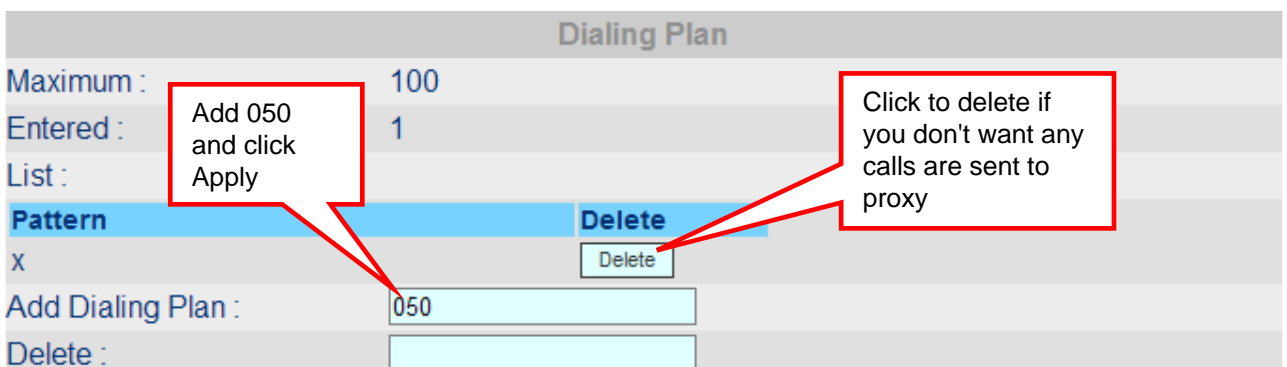 Dialing Plan
Maximum : 100
Entered : 1
List :
Add 050
and click
Apply
Click to delete if
you don't want any
calls are sent to
proxy
Pattern Delete
x Delete
Add Dialing Plan : 050
Delete :